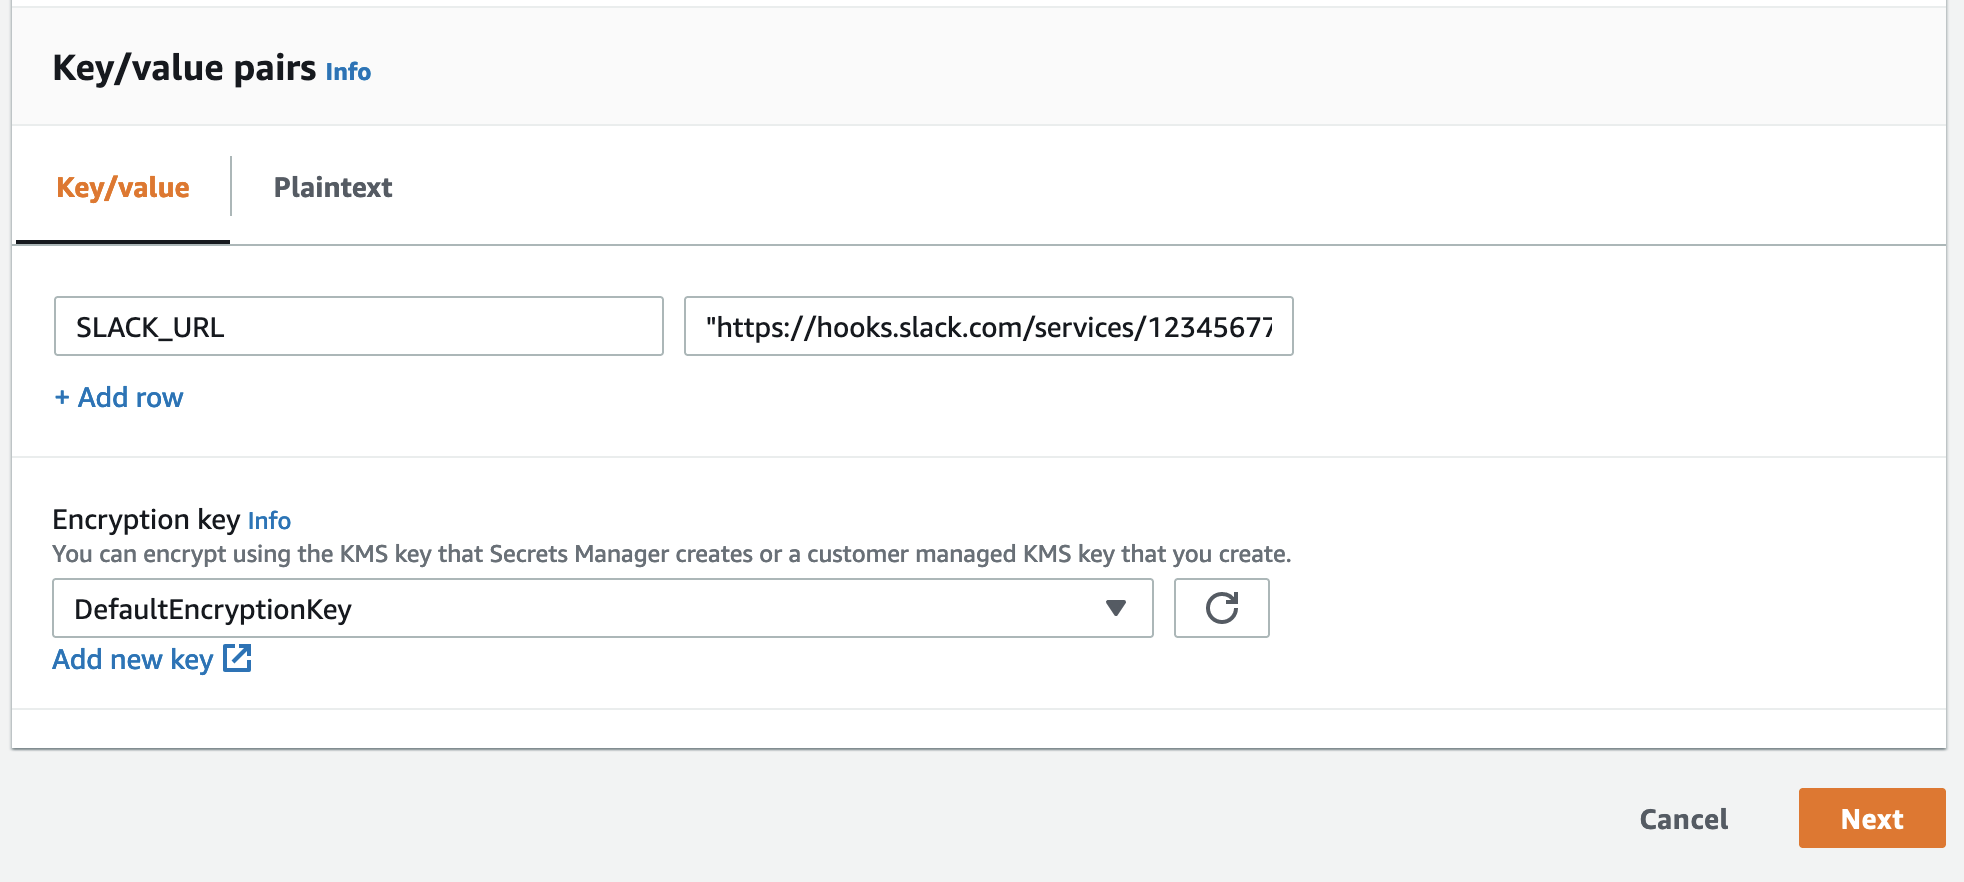 Key/value pairs Info
Key/value Plaintext
SLACK_URL "https://hooks.slack.com/services/12345677
+ Add row
Encryption key Info
You can encrypt using the KMS key that Secrets Manager creates or a customer managed KMS key that you create.
DefaultEncryptionKey
Add new key
Cancel Next